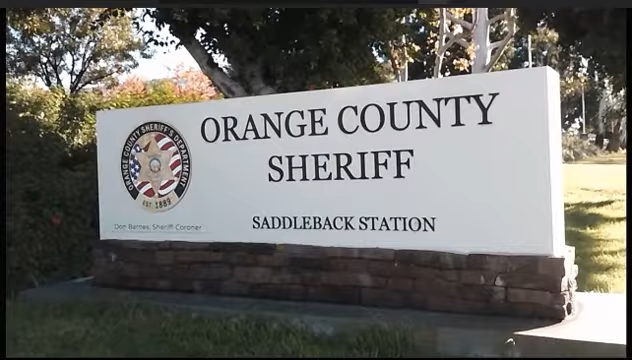 ORANGE COUNTY
SHERIFF
SADDLEBACK STATION
ORANGE COUNTY SHERIFF'S DEPARTMENT
EST. 1889
Don Barnes, Sheriff-Coroner